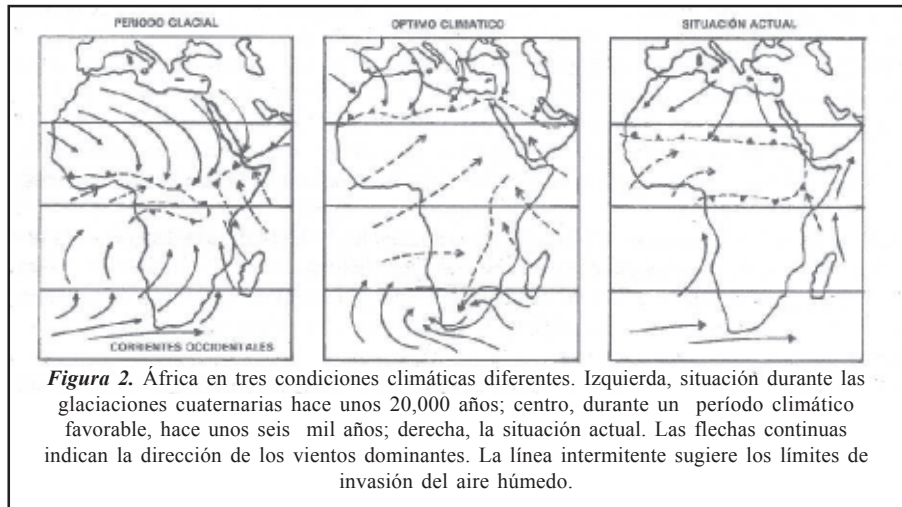 PERIODO GLACIAL
OPTIMO CLIMATICO
SITUACIÓN ACTUAL
CORRIENTES OCCIDENTALES
Figura 2. África en tres condiciones climáticas diferentes. Izquierda, situación durante las
glaciaciones cuaternarias hace unos 20,000 años; centro, durante un período climático
favorable, hace unos seis mil años; derecha, la situación actual. Las flechas continuas
indican la dirección de los vientos dominantes. La línea intermitente sugiere los límites de
invasión del aire húmedo.